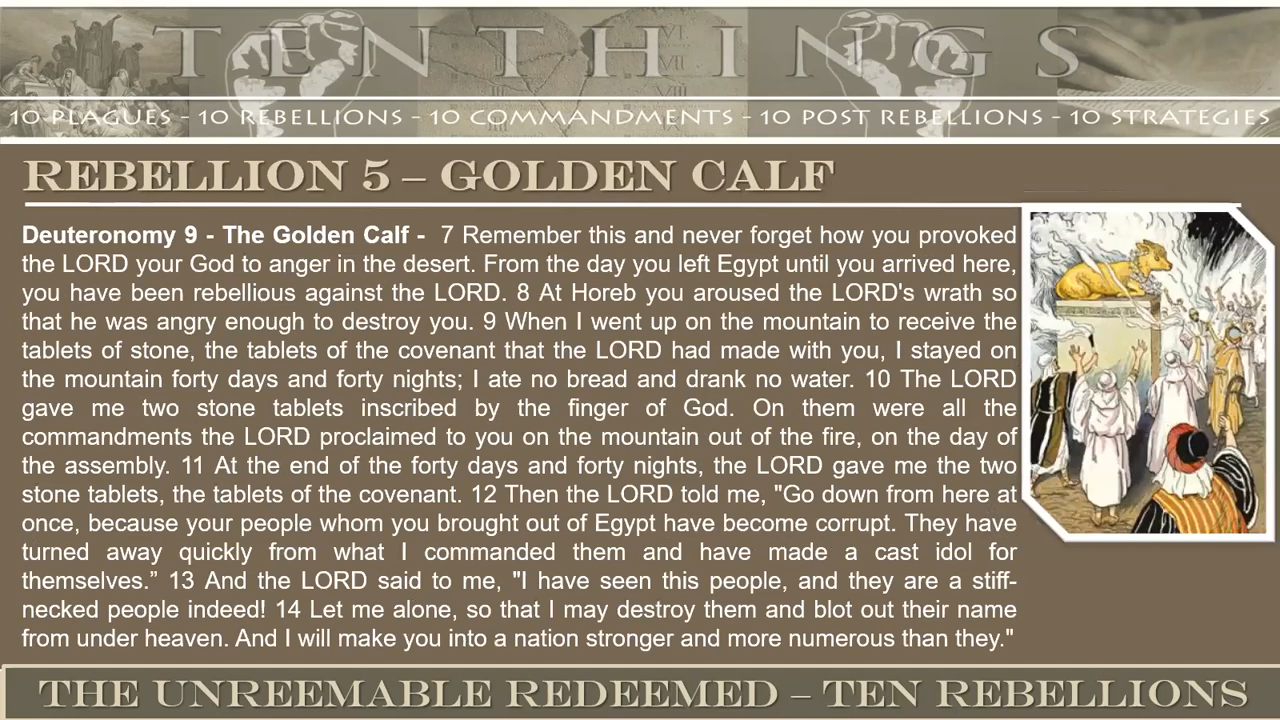 TEN THINGS
10 PLAGUES - 10 REBELLIONS - 10 COMMANDMENTS - 10 POST REBELLIONS - 10 STRATEGIES
REBELLION 5 – GOLDEN CALF
Deuteronomy 9 - The Golden Calf - 7 Remember this and never forget how you provoked
the LORD your God to anger in the desert. From the day you left Egypt until you arrived here,
you have been rebellious against the LORD. 8 At Horeb you aroused the LORD's wrath so
that he was angry enough to destroy you. 9 When I went up on the mountain to receive the
tablets of stone, the tablets of the covenant that the LORD had made with you, I stayed on
the mountain forty days and forty nights; I ate no bread and drank no water. 10 The LORD
gave me two stone tablets inscribed by the finger of God. On them were all the
commandments the LORD proclaimed to you on the mountain out of the fire, on the day of
the assembly. 11 At the end of the forty days and forty nights, the LORD gave me the two
stone tablets, the tablets of the covenant. 12 Then the LORD told me, "Go down from here at
once, because your people whom you brought out of Egypt have become corrupt. They have
turned away quickly from what I commanded them and have made a cast idol for
themselves.” 13 And the LORD said to me, "I have seen this people, and they are a stiff-
necked people indeed! 14 Let me alone, so that I may destroy them and blot out their name
from under heaven. And I will make you into a nation stronger and more numerous than they."
THE UNREEMABLE REDEEMED – TEN REBELLIONS